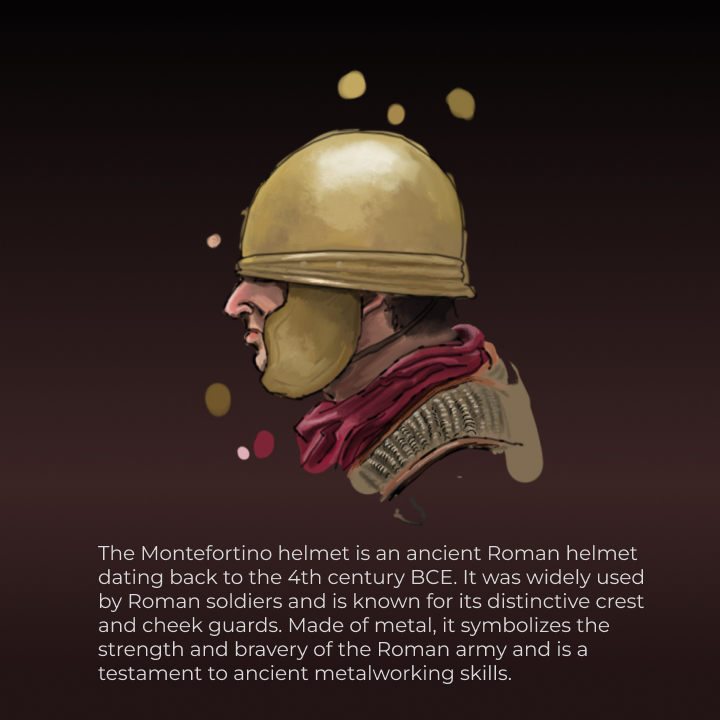 The Montefortino helmet is an ancient Roman helmet
dating back to the 4th century BCE. It was widely used
by Roman soldiers and is known for its distinctive crest
and cheek guards. Made of metal, it symbolizes the
strength and bravery of the Roman army and is a
testament to ancient metalworking skills.